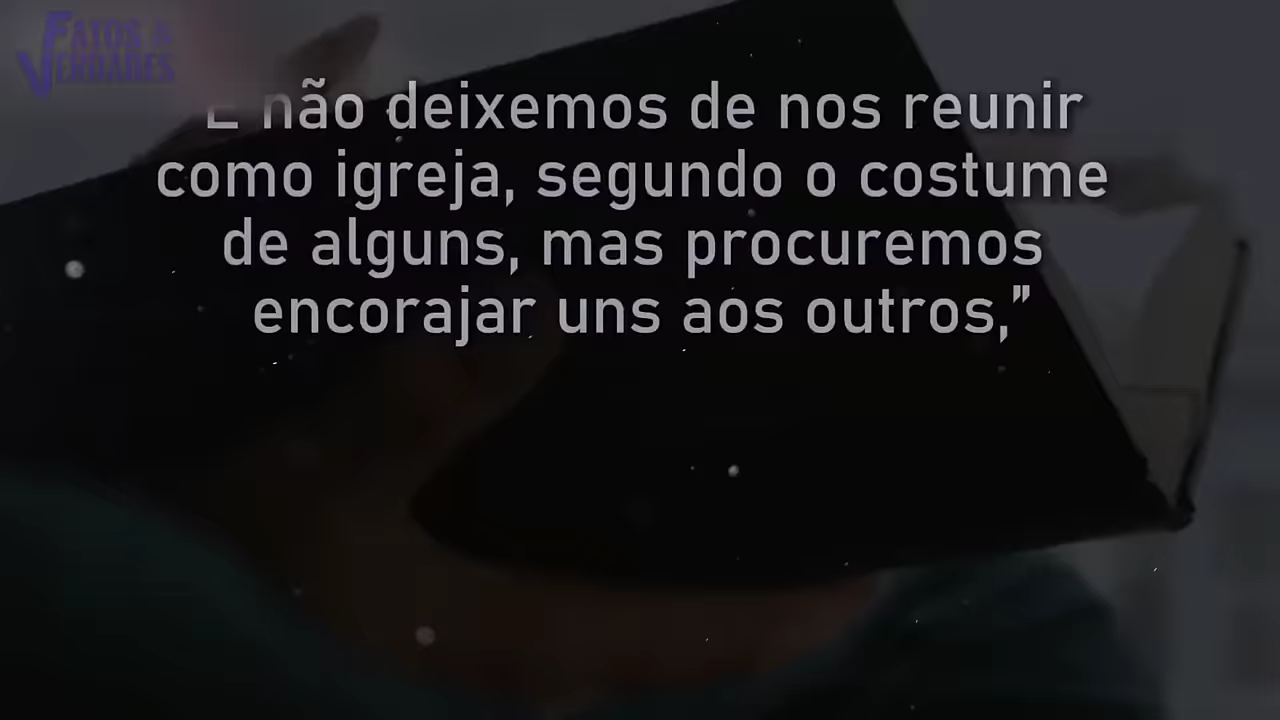 FATOS &
VERDADES
E não deixemos de nos reunir
como igreja, segundo o costume
de alguns, mas procuremos
encorajar uns aos outros,”